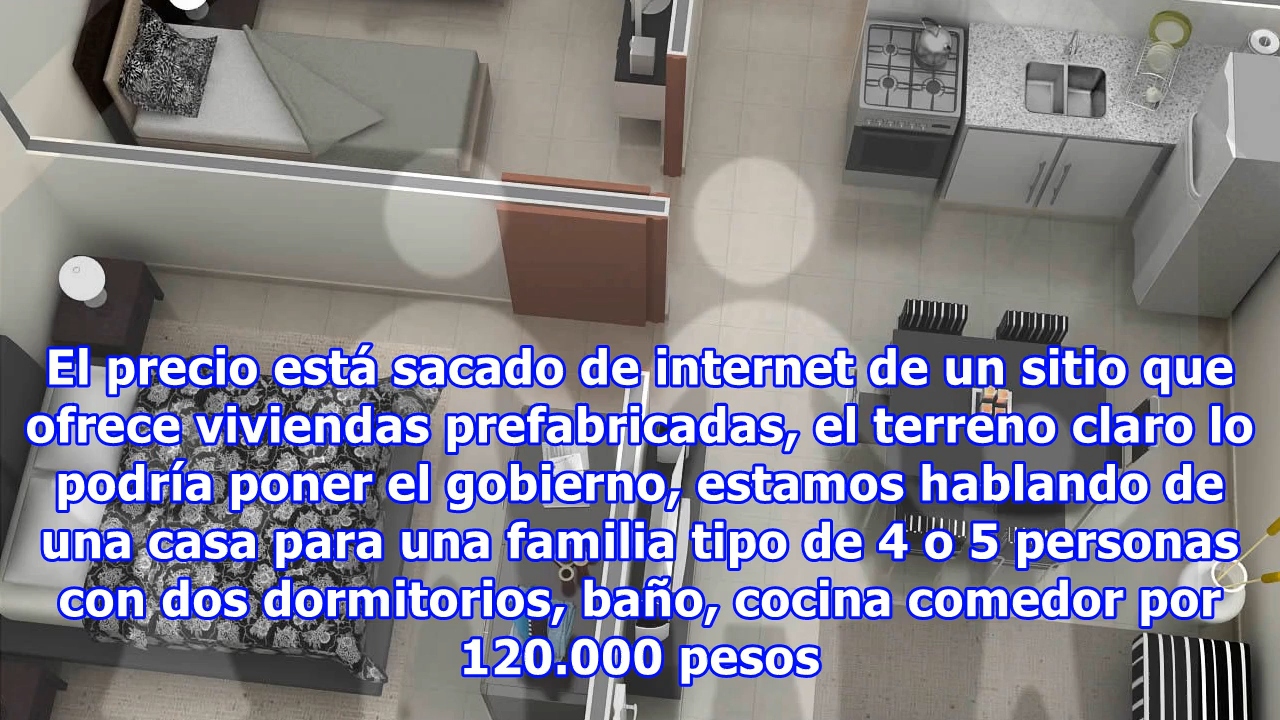 El precio está sacado de internet de un sitio que
ofrece viviendas prefabricadas, el terreno claro lo
podría poner el gobierno, estamos hablando de
una casa para una familia tipo de 4 o 5 personas
con dos dormitorios, baño, cocina comedor por
120.000 pesos